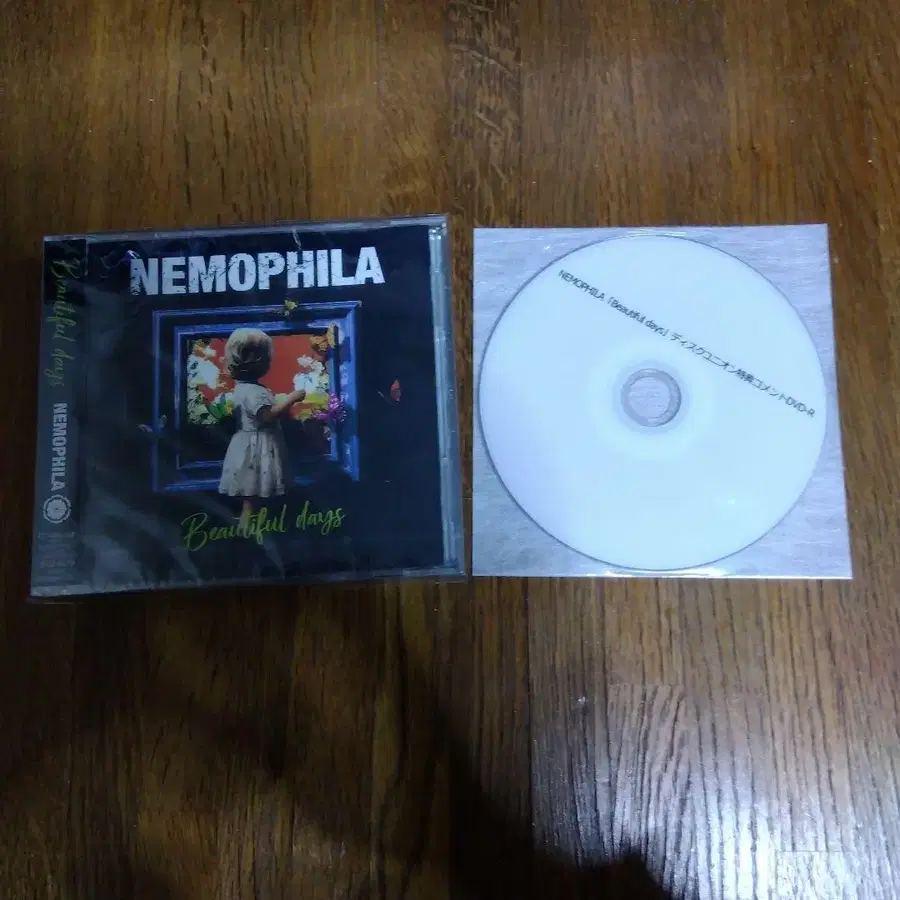 Beautiful days
NEMOPHILA
NEMOPHILA
Beautiful days
NEMOPHILA「Beautiful days」ディスクユニオン特典コメントDVD-R